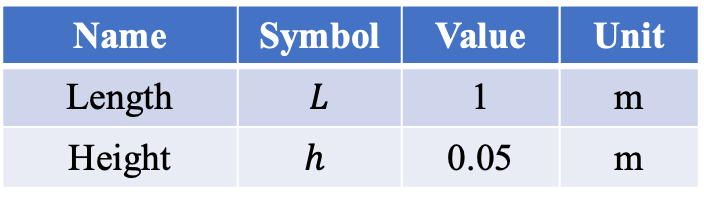 Name Symbol Value Unit
Length L 1 m
Height h 0.05 m